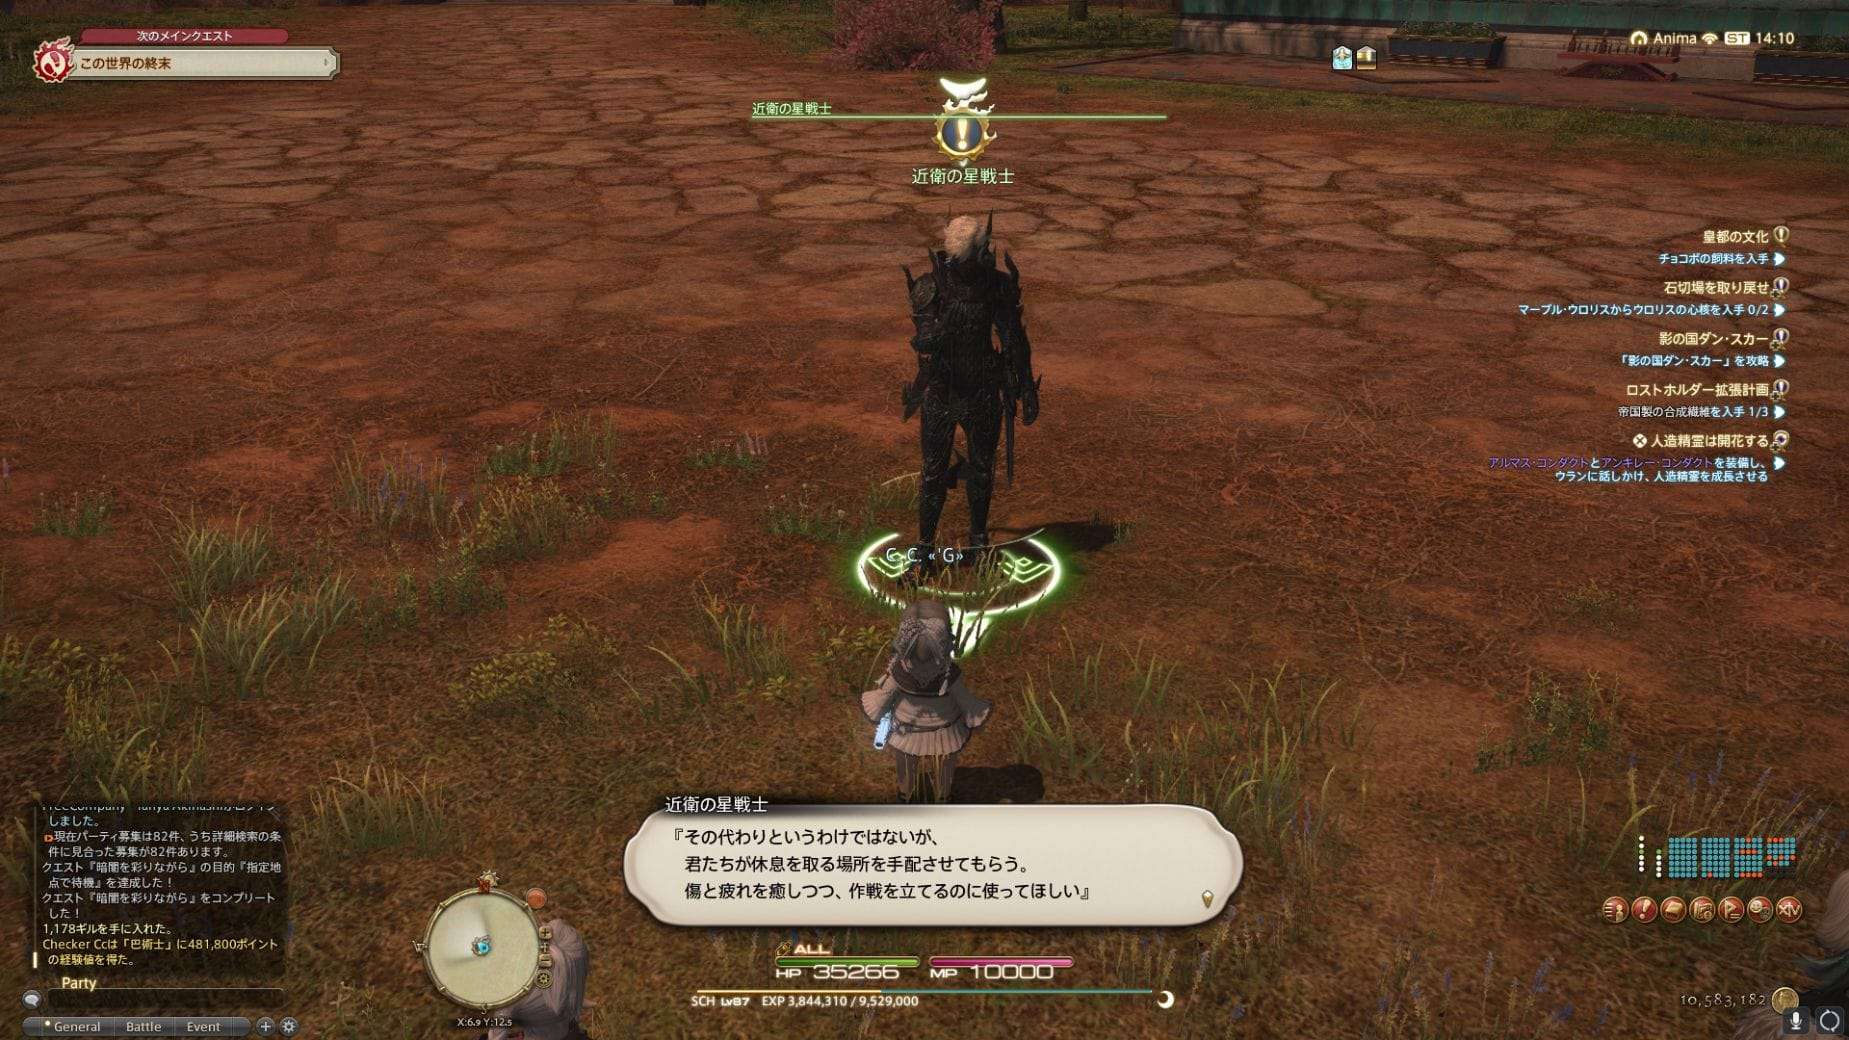 次のメインクエスト
この世界の終末
Anima
ST 14:10
近衛の星戦士
近衛の星戦士
皇都の文化
チョコボの飼料を入手
石切場を取り戻せ
マーブル・ウロリスからウロリスの心核を入手 0/2
影の国ダン・スカー
「影の国ダン・スカー」を攻略
ロストホルダー拡張計画
帝国製の合成繊維を入手 1/3
人造精霊は開花する
アルマス・コンダクトとアンキレー・コンダクトを装備し、
ウランに話しかけ、人造精霊を成長させる
C. C. «'G»
近衛の星戦士
『その代わりというわけではないが、
君たちが休息を取る場所を手配させてもらう。
傷と疲れを癒しつつ、作戦を立てるのに使ってほしい』
しました。
現在パーティ募集は82件、うち詳細検索の条
件に見合った募集が82件あります。
クエスト『暗闇を彩りながら』の目的『指定地
点で待機』を達成した！
クエスト『暗闇を彩りながら』をコンプリート
した！
1,178ギルを手に入れた。
Checker Ccは「巴術士」に481,800ポイント
の経験値を得た。
Party
General Battle Event
X:6.9 Y:12.5
ALL
HP 35266 MP 10000
SCH Lv87 EXP 3,844,310 / 9,529,000
10,583,182
XIV